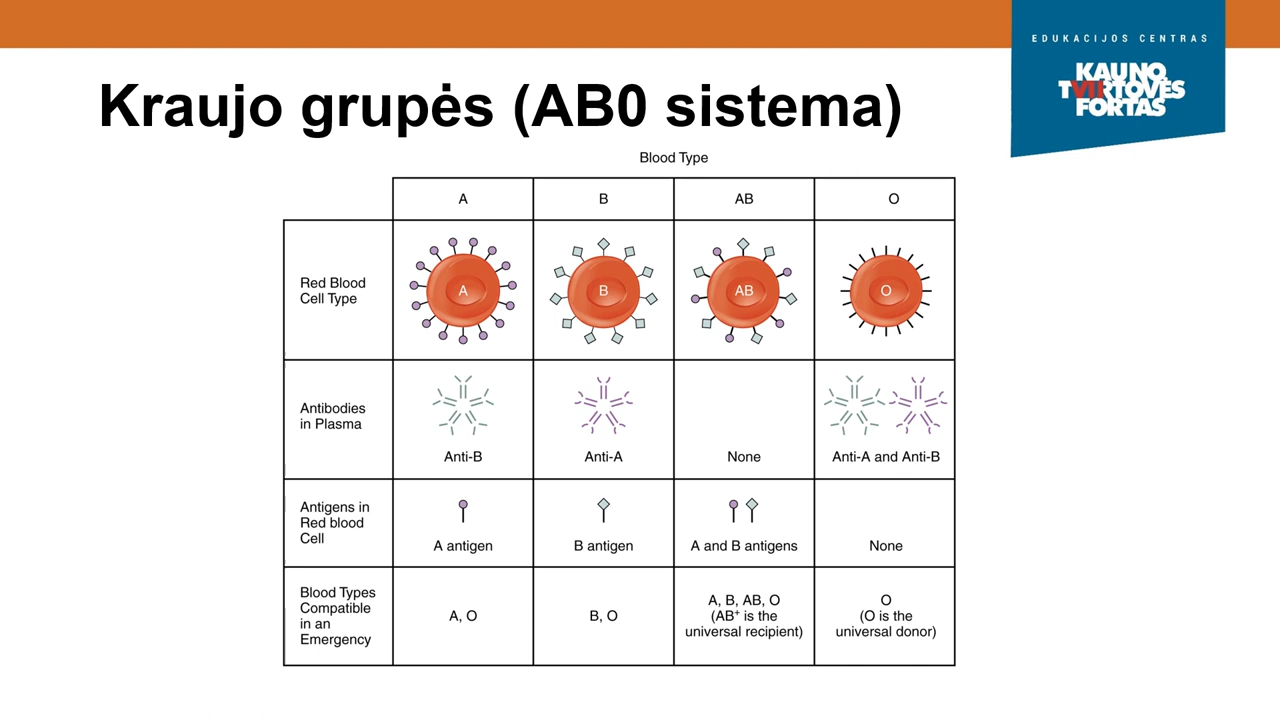 EDUKACIJOS CENTRAS
KAUNO
TVIIRTOVĖS
FORTAS
Kraujo grupės (AB0 sistema)
Blood Type
A B AB O
Red Blood
Cell Type
A B AB O
Antibodies
in Plasma
Anti-B Anti-A None Anti-A and Anti-B
Antigens in
Red blood
Cell
A antigen B antigen A and B antigens None
Blood Types
Compatible
in an
Emergency
A, O
B, O
A, B, AB, O
(AB⁺ is the
universal recipient)
O
(O is the
universal donor)